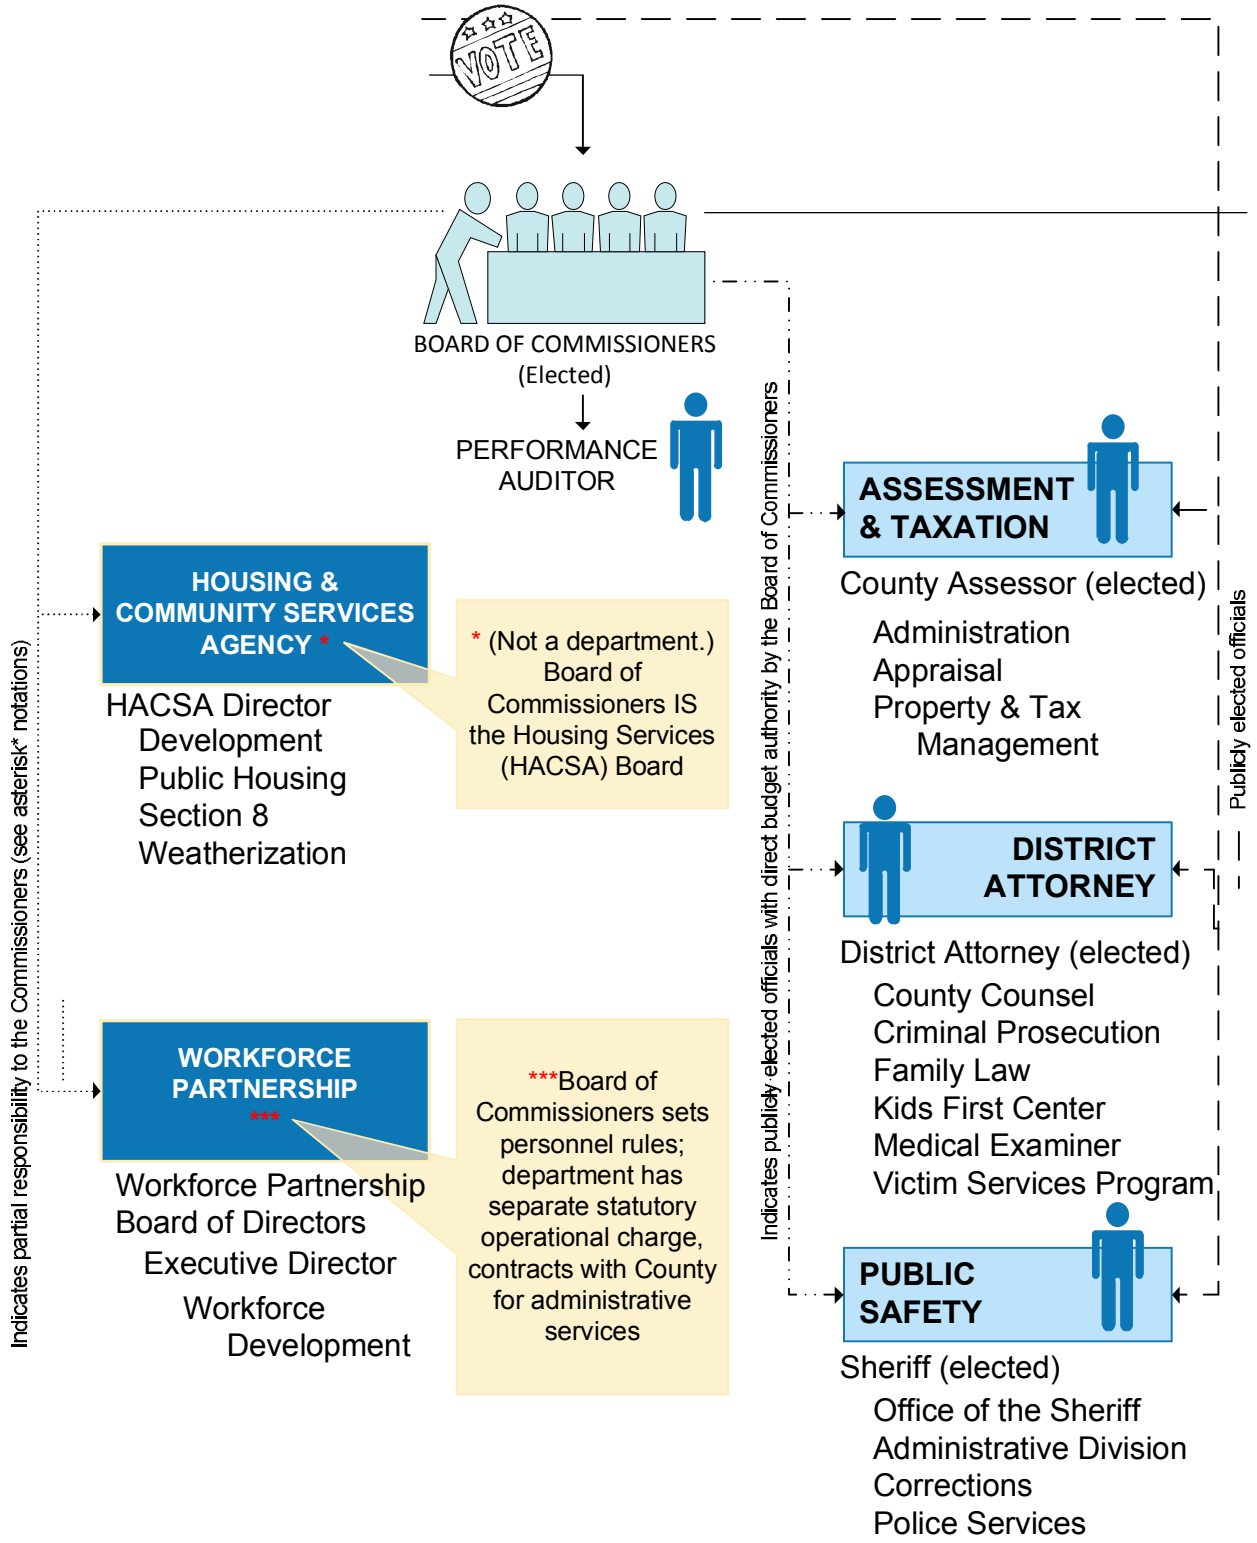 VOTE
BOARD OF COMMISSIONERS
(Elected)
PERFORMANCE
AUDITOR
Indicates partial responsibility to the Commissioners (see asterisk* notations)
HOUSING &
COMMUNITY SERVICES
AGENCY *
HACSA Director
Development
Public Housing
Section 8
Weatherization
* (Not a department.)
Board of
Commissioners IS
the Housing Services
(HACSA) Board
WORKFORCE
PARTNERSHIP
***
Workforce Partnership
Board of Directors
Executive Director
Workforce
Development
***Board of
Commissioners sets
personnel rules;
department has
separate statutory
operational charge,
contracts with County
for administrative
services
Indicates publicly elected officials with direct budget authority by the Board of Commissioners
ASSESSMENT
& TAXATION
County Assessor (elected)
Administration
Appraisal
Property & Tax
Management
DISTRICT
ATTORNEY
District Attorney (elected)
County Counsel
Criminal Prosecution
Family Law
Kids First Center
Medical Examiner
Victim Services Program
PUBLIC
SAFETY
Sheriff (elected)
Office of the Sheriff
Administrative Division
Corrections
Police Services
Publicly elected officials